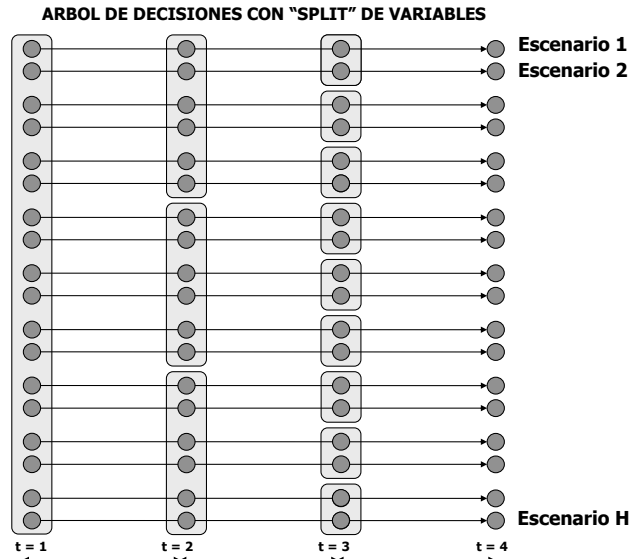 ARBOL DE DECISIONES CON “SPLIT” DE VARIABLES
Escenario 1
Escenario 2
Escenario H
t = 1 t = 2 t = 3 t = 4